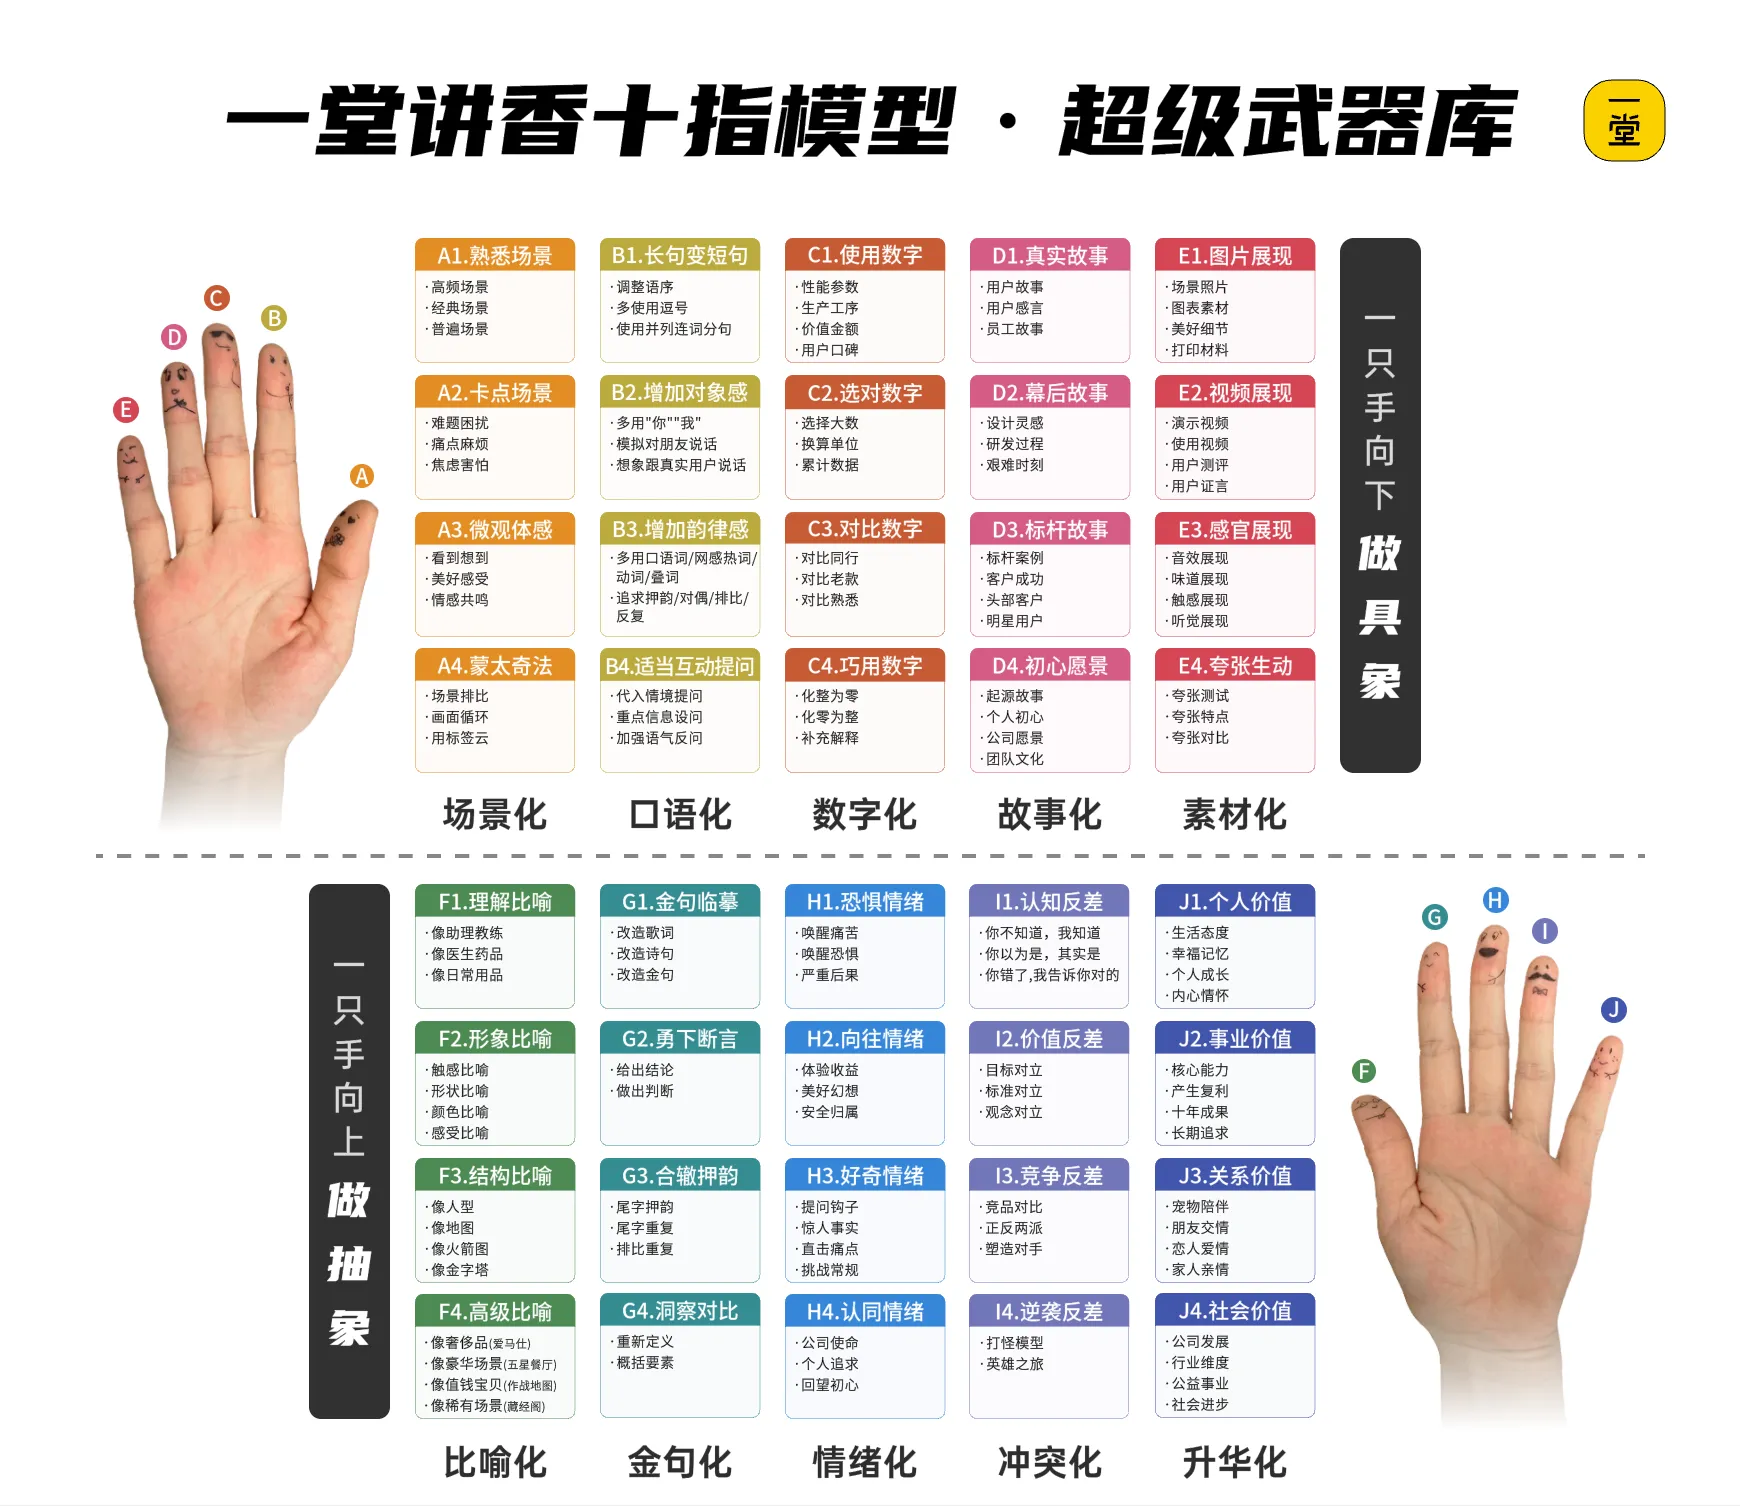 一堂讲香十指模型 · 超级武器库
一堂
A
B
C
D
E
A1.熟悉场景
·高频场景
·经典场景
·普遍场景
B1.长句变短句
·调整语序
·多使用逗号
·使用并列连词分句
C1.使用数字
·性能参数
·生产工序
·价值金额
·用户口碑
D1.真实故事
·用户故事
·用户感言
·员工故事
E1.图片展现
·场景照片
·图表素材
·美好细节
·打印材料
A2.卡点场景
·难题困扰
·痛点麻烦
·焦虑害怕
B2.增加对象感
·多用"你""我"
·模拟对朋友说话
·想象跟真实用户说话
C2.选对数字
·选择大数
·换算单位
·累计数据
D2.幕后故事
·设计灵感
·研发过程
·艰难时刻
E2.视频展现
·演示视频
·使用视频
·用户测评
·用户证言
A3.微观体感
·看到想到
·美好感受
·情感共鸣
B3.增加韵律感
·多用口语词/网感热词/
动词/叠词
·追求押韵/对偶/排比/
反复
C3.对比数字
·对比同行
·对比老款
·对比熟悉
D3.标杆故事
·标杆案例
·客户成功
·头部客户
·明星用户
E3.感官展现
·音效展现
·味道展现
·触感展现
·听觉展现
A4.蒙太奇法
·场景排比
·画面循环
·用标签云
B4.适当互动提问
·代入情境提问
·重点信息设问
·加强语气反问
C4.巧用数字
·化整为零
·化零为整
·补充解释
D4.初心愿景
·起源故事
·个人初心
·公司愿景
·团队文化
E4.夸张生动
·夸张测试
·夸张特点
·夸张对比
场景化
口语化
数字化
故事化
素材化
一只手向下做具象
一只手向上做抽象
F1.理解比喻
·像助理教练
·像医生药品
·像日常用品
G1.金句临摹
·改造歌词
·改造诗句
·改造金句
H1.恐惧情绪
·唤醒痛苦
·唤醒恐惧
·严重后果
I1.认知反差
·你不知道，我知道
·你以为是，其实是
·你错了,我告诉你对的
J1.个人价值
·生活态度
·幸福记忆
·个人成长
·内心情怀
F2.形象比喻
·触感比喻
·形状比喻
·颜色比喻
·感受比喻
G2.勇下断言
·给出结论
·做出判断
H2.向往情绪
·体验收益
·美好幻想
·安全归属
I2.价值反差
·目标对立
·标准对立
·观念对立
J2.事业价值
·核心能力
·产生复利
·十年成果
·长期追求
F3.结构比喻
·像人型
·像地图
·像火箭图
·像金字塔
G3.合辙押韵
·尾字押韵
·尾字重复
·排比重复
H3.好奇情绪
·提问钩子
·惊人事实
·直击痛点
·挑战常规
I3.竞争反差
·竞品对比
·正反两派
·塑造对手
J3.关系价值
·宠物陪伴
·朋友交情
·恋人爱情
·家人亲情
F4.高级比喻
·像奢侈品(爱马仕)
·像豪华场景(五星餐厅)
·像值钱宝贝(作战地图)
·像稀有场景(藏经阁)
G4.洞察对比
·重新定义
·概括要素
H4.认同情绪
·公司使命
·个人追求
·回望初心
I4.逆袭反差
·打怪模型
·英雄之旅
J4.社会价值
·公司发展
·行业维度
·公益事业
·社会进步
比喻化
金句化
情绪化
冲突化
升华化
F
G
H
I
J